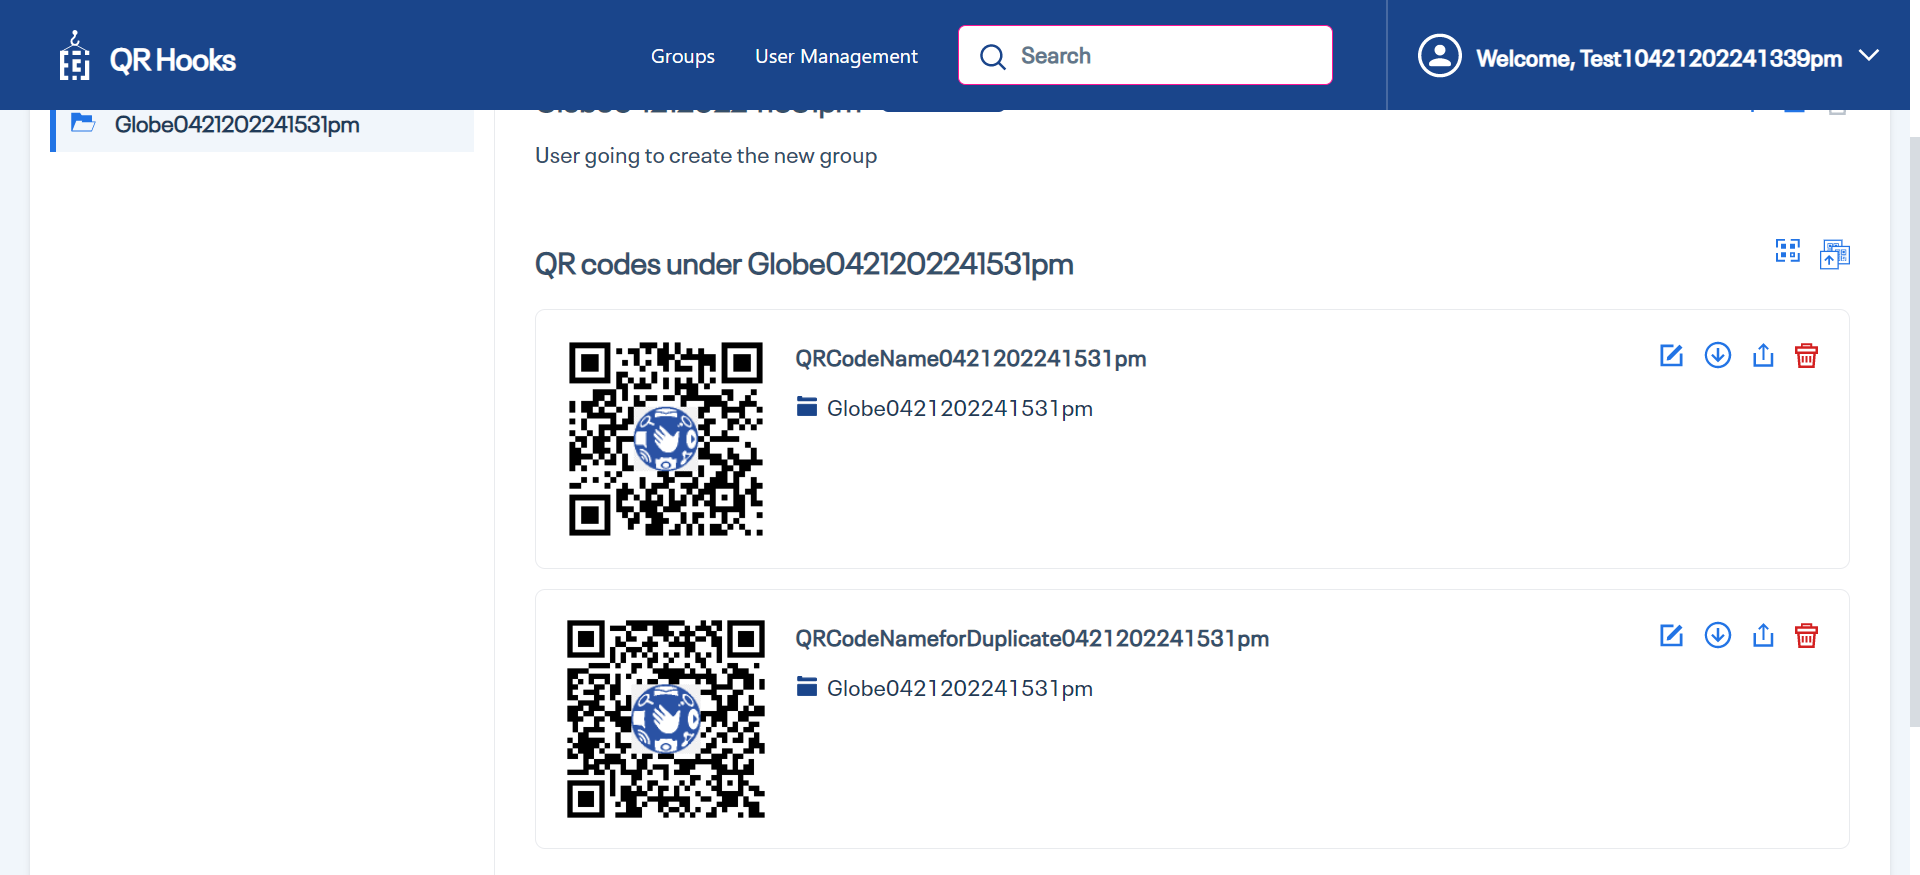 QR Hooks
Groups
User Management
Search
Welcome, Test10421202241339pm
Globe0421202241531pm
User going to create the new group
QR codes under Globe0421202241531pm
QRCodeName0421202241531pm
Globe0421202241531pm
QRCodeNameforDuplicate0421202241531pm
Globe0421202241531pm